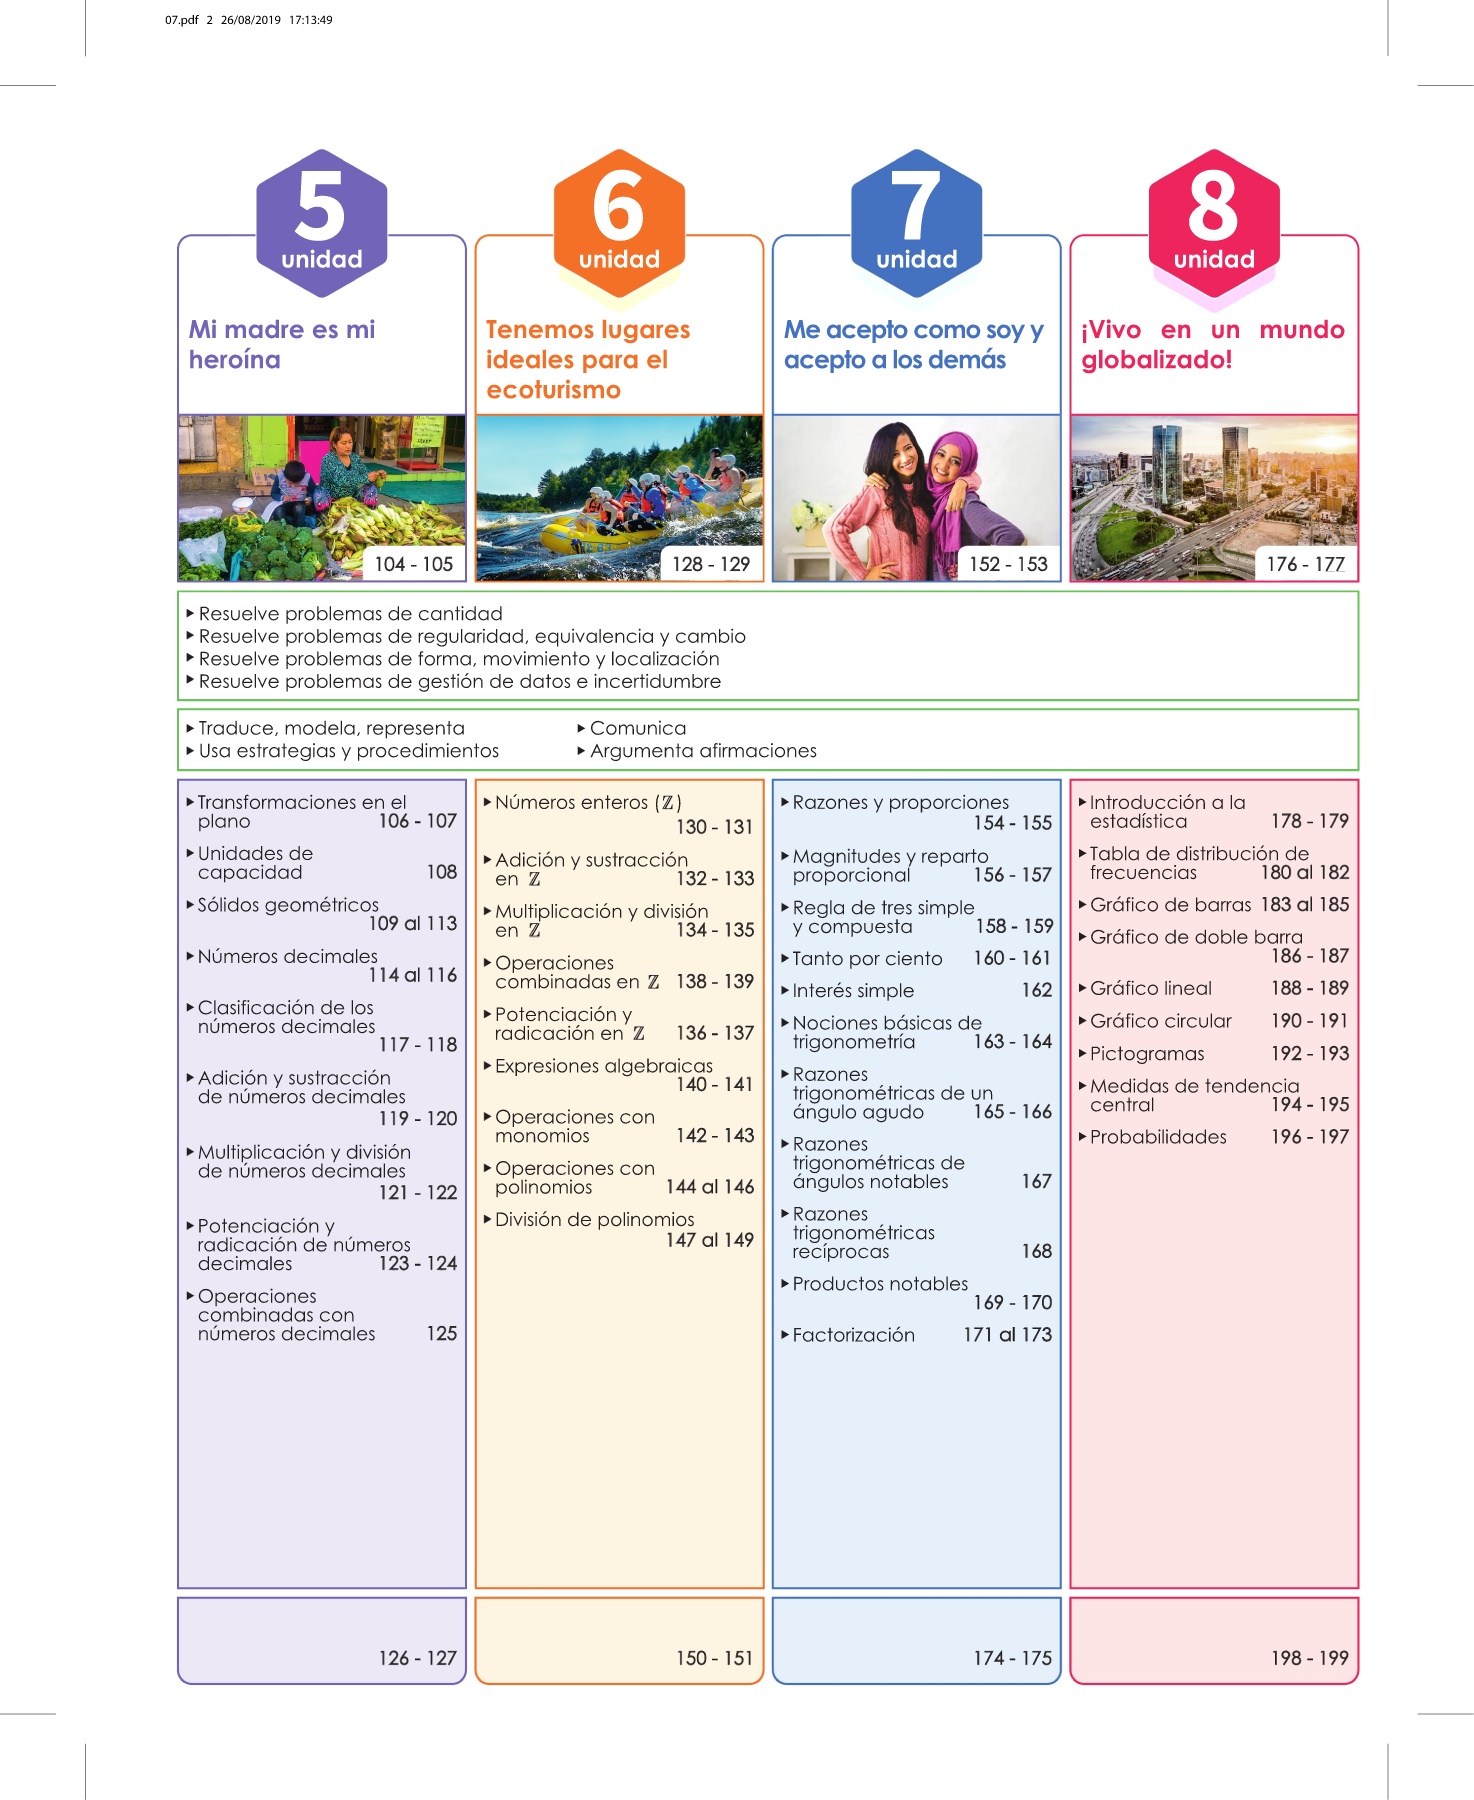 07.pdf 2 26/08/2019 17:13:49
5
unidad
Mi madre es mi
heroína
104 - 105
6
unidad
Tenemos lugares
ideales para el
ecoturismo
128 - 129
7
unidad
Me acepto como soy y
acepto a los demás
152 - 153
8
unidad
¡Vivo en un mundo
globalizado!
176 - 177
▸ Resuelve problemas de cantidad
▸ Resuelve problemas de regularidad, equivalencia y cambio
▸ Resuelve problemas de forma, movimiento y localización
▸ Resuelve problemas de gestión de datos e incertidumbre
▸ Traduce, modela, representa
▸ Usa estrategias y procedimientos
▸ Comunica
▸ Argumenta afirmaciones
▸ Transformaciones en el
plano 106 - 107
▸ Unidades de
capacidad 108
▸ Sólidos geométricos
109 al 113
▸ Números decimales
114 al 116
▸ Clasificación de los
números decimales
117 - 118
▸ Adición y sustracción
de números decimales
119 - 120
▸ Multiplicación y división
de números decimales
121 - 122
▸ Potenciación y
radicación de números
decimales 123 - 124
▸ Operaciones
combinadas con
números decimales 125
126 - 127
▸ Números enteros (ℤ)
130 - 131
▸ Adición y sustracción
en ℤ 132 - 133
▸ Multiplicación y división
en ℤ 134 - 135
▸ Operaciones
combinadas en ℤ 138 - 139
▸ Potenciación y
radicación en ℤ 136 - 137
▸ Expresiones algebraicas
140 - 141
▸ Operaciones con
monomios 142 - 143
▸ Operaciones con
polinomios 144 al 146
▸ División de polinomios
147 al 149
150 - 151
▸ Razones y proporciones
154 - 155
▸ Magnitudes y reparto
proporcional 156 - 157
▸ Regla de tres simple
y compuesta 158 - 159
▸ Tanto por ciento 160 - 161
▸ Interés simple 162
▸ Nociones básicas de
trigonometría 163 - 164
▸ Razones
trigonométricas de un
ángulo agudo 165 - 166
▸ Razones
trigonométricas de
ángulos notables 167
▸ Razones
trigonométricas
recíprocas 168
▸ Productos notables
169 - 170
▸ Factorización 171 al 173
174 - 175
▸ Introducción a la
estadística 178 - 179
▸ Tabla de distribución de
frecuencias 180 al 182
▸ Gráfico de barras 183 al 185
▸ Gráfico de doble barra
186 - 187
▸ Gráfico lineal 188 - 189
▸ Gráfico circular 190 - 191
▸ Pictogramas 192 - 193
▸ Medidas de tendencia
central 194 - 195
▸ Probabilidades 196 - 197
198 - 199